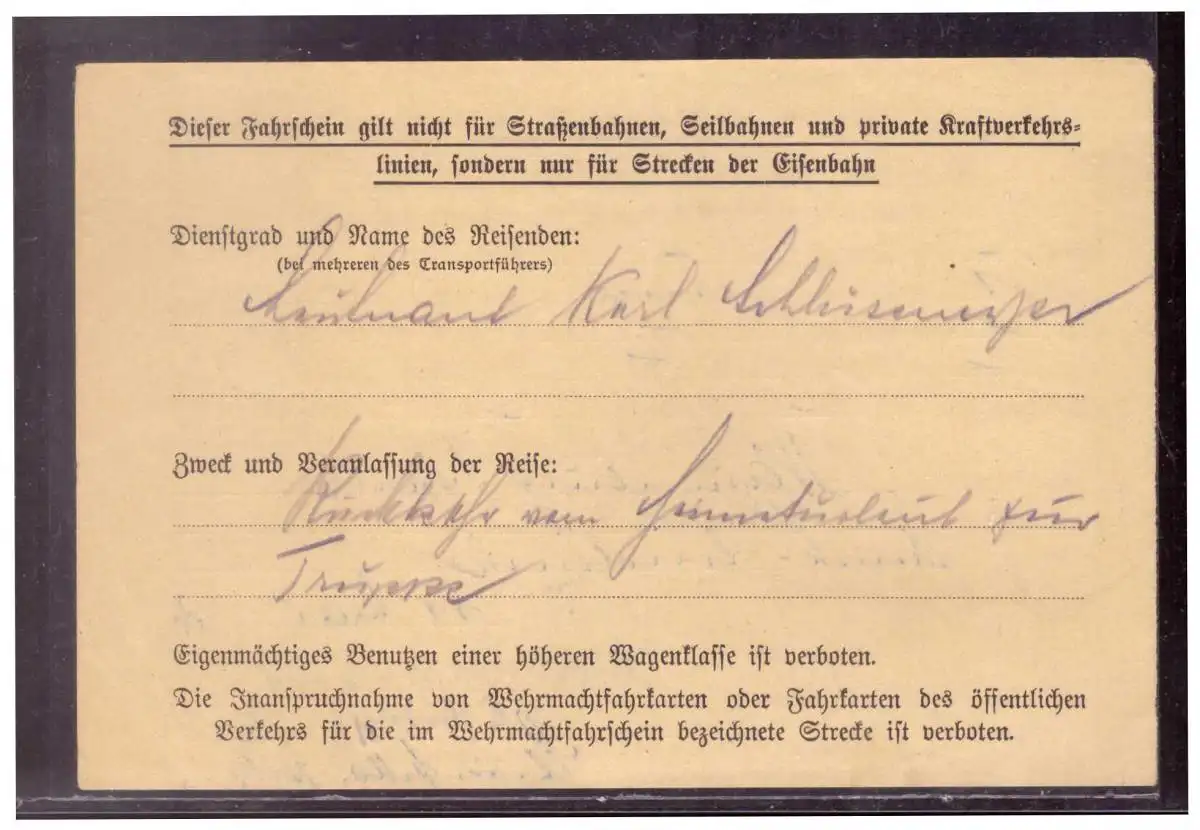 Dieser Fahrschein gilt nicht für Straßenbahnen, Seilbahnen und private Kraftverkehrs-
linien, sondern nur für Strecken der Eisenbahn
Dienstgrad und Name des Reisenden:
(bei mehreren des Transportführers)
Leutnant Karl
Zweck und Veranlassung der Reise:
Rückkehr vom Heimaturlaub zur
Truppe
Eigenmächtiges Benutzen einer höheren Wagenklasse ist verboten.
Die Inanspruchnahme von Wehrmachtfahrkarten oder Fahrkarten des öffentlichen
Verkehrs für die im Wehrmachtfahrschein bezeichnete Strecke ist verboten.